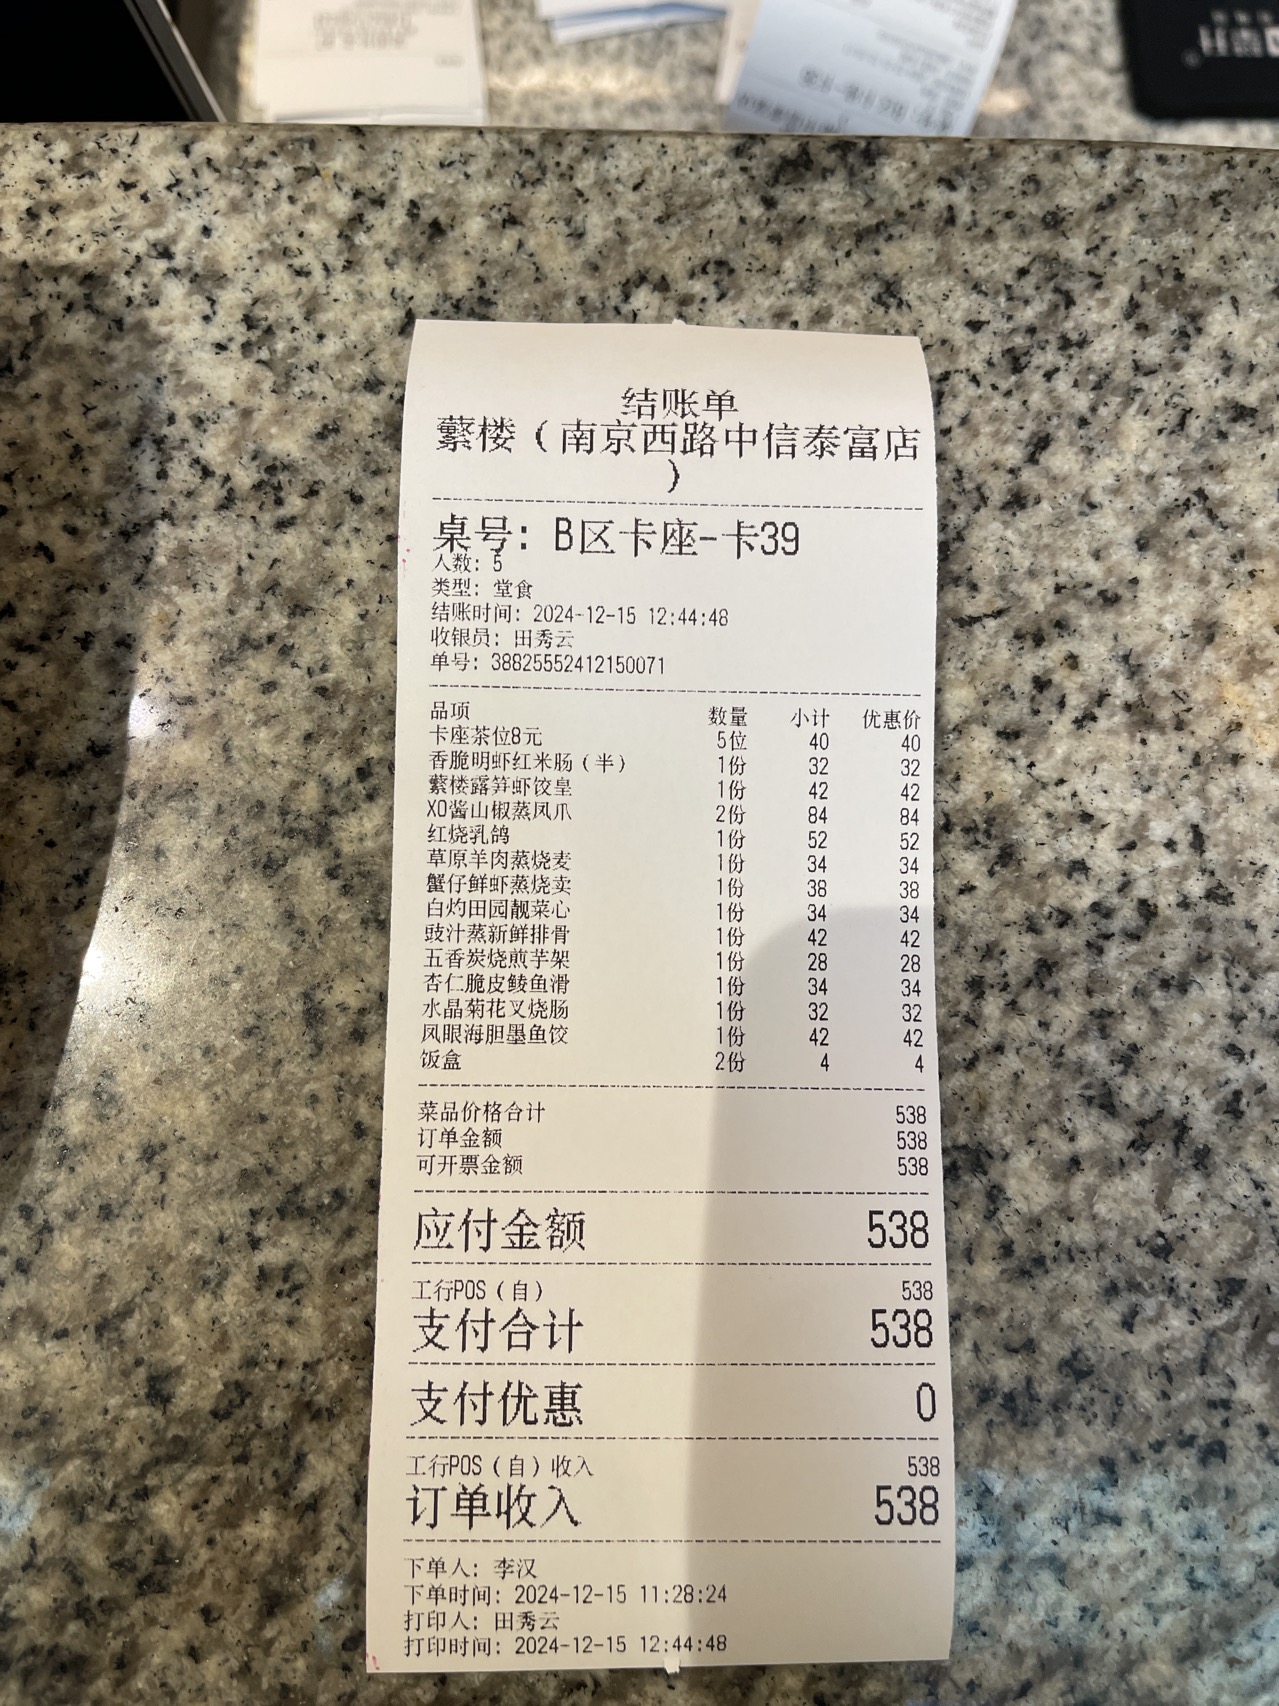 结账单
蘩楼（南京西路中信泰富店
）
桌号: B区卡座-卡39
人数: 5
类型: 堂食
结账时间: 2024-12-15 12:44:48
收银员: 田秀云
单号: 38825552412150071
品项 数量 小计 优惠价
卡座茶位8元 5位 40 40
香脆明虾红米肠（半） 1份 32 32
蘩楼露笋虾饺皇 1份 42 42
XO酱山椒蒸凤爪 2份 84 84
红烧乳鸽 1份 52 52
草原羊肉蒸烧麦 1份 34 34
蟹仔鲜虾蒸烧卖 1份 38 38
白灼田园靓菜心 1份 34 34
豉汁蒸新鲜排骨 1份 42 42
五香炭烧煎芋架 1份 28 28
杏仁脆皮鲮鱼滑 1份 34 34
水晶菊花叉烧肠 1份 32 32
凤眼海胆墨鱼饺 1份 42 42
饭盒 2份 4 4
菜品价格合计 538
订单金额 538
可开票金额 538
应付金额 538
工行POS（自） 538
支付合计 538
支付优惠 0
工行POS（自）收入 538
订单收入 538
下单人: 李汉
下单时间: 2024-12-15 11:28:24
打印人: 田秀云
打印时间: 2024-12-15 12:44:48